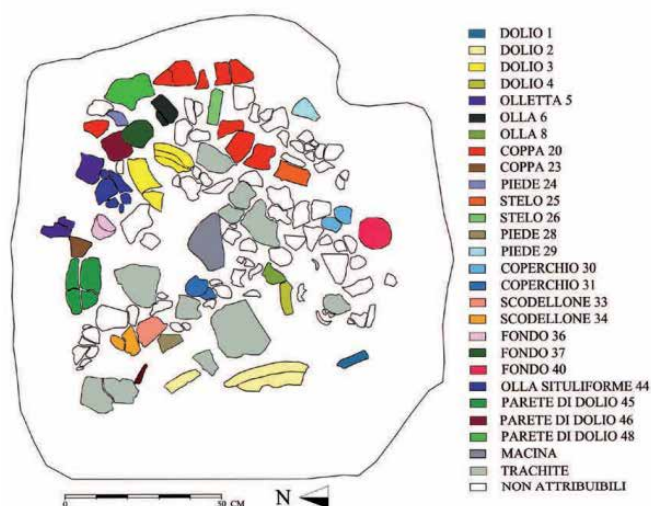 DOLIO 1
DOLIO 2
DOLIO 3
DOLIO 4
OLLETTA 5
OLLA 6
OLLA 8
COPPA 20
COPPA 23
PIEDE 24
STELO 25
STELO 26
PIEDE 28
PIEDE 29
COPERCHIO 30
COPERCHIO 31
SCODELLONE 33
SCODELLONE 34
FONDO 36
FONDO 37
FONDO 40
OLLA SITULIFORME 44
PARETE DI DOLIO 45
PARETE DI DOLIO 46
PARETE DI DOLIO 48
MACINA
TRACHITE
NON ATTRIBUIBILI
0 50 CM
N